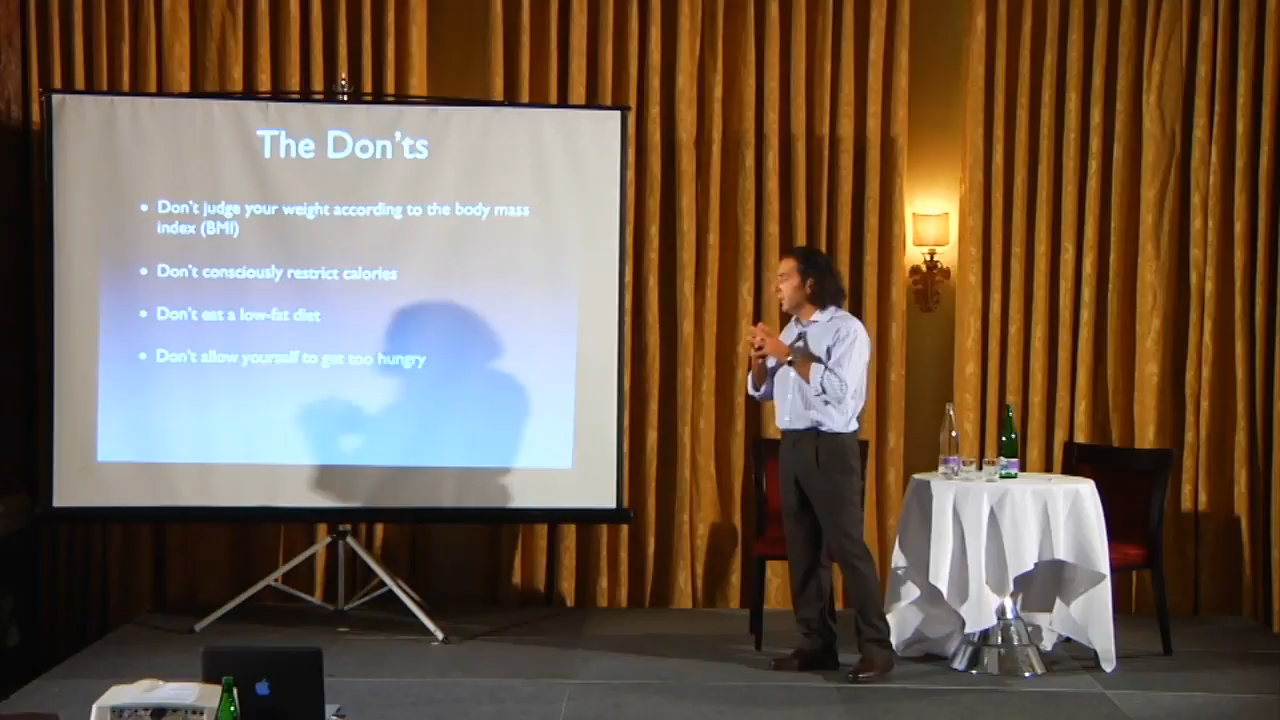 The Don'ts
• Don't judge your weight according to the body mass
index (BMI)
• Don't consciously restrict calories
• Don't eat a low-fat diet
• Don't allow yourself to get too hungry